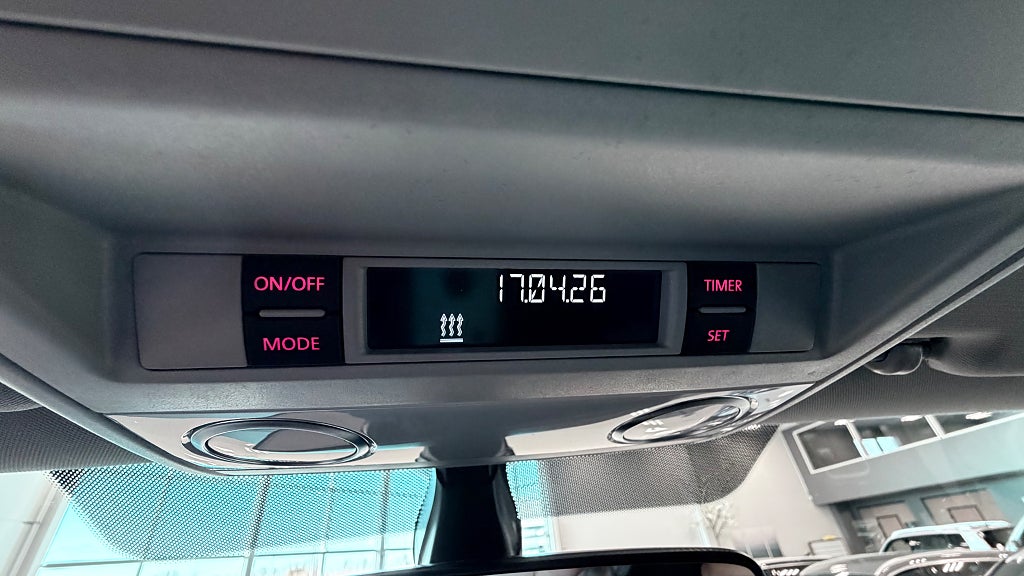 ON/OFF
MODE
17.04.26
TIMER
SET